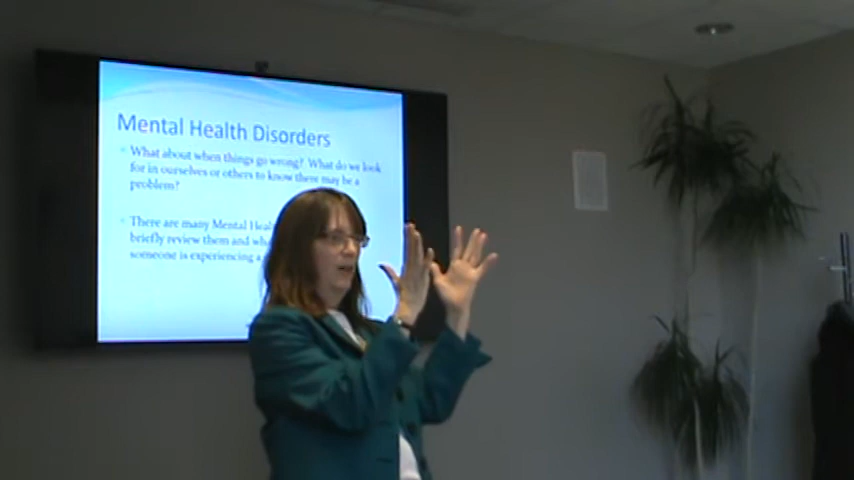 Mental Health Disorders
What about when things go wrong? What do we look
for in ourselves or others to know there may be a
problem?
There are many Mental Heal
briefly review them and wha
someone is experiencing a